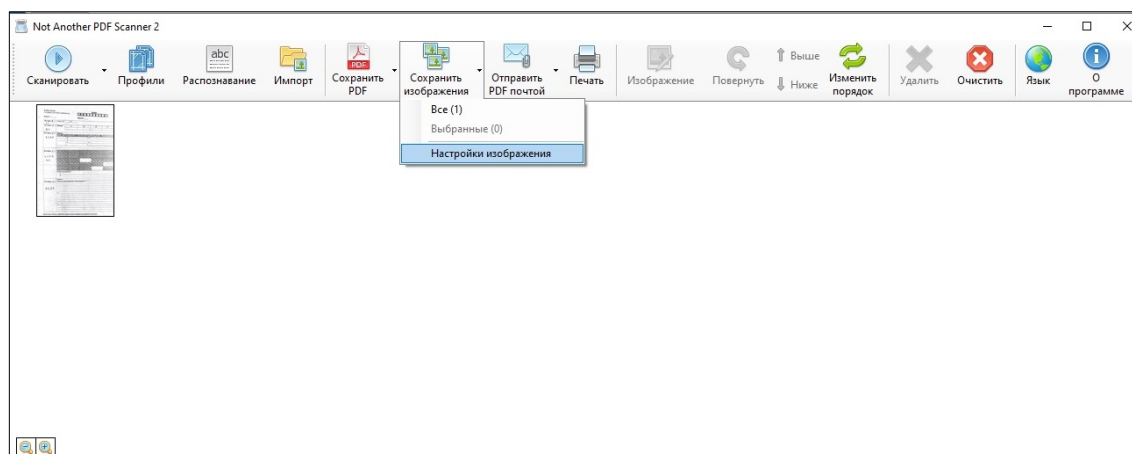 Not Another PDF Scanner 2
Сканировать
Профили
abc
Распознавание
Импорт
PDF
Сохранить
PDF
Сохранить
изображения
Отправить
PDF почтой
Печать
Изображение
Повернуть
Выше
Ниже
Изменить
порядок
Удалить
Очистить
Язык
О
программе
Все (1)
Выбранные (0)
Настройки изображения